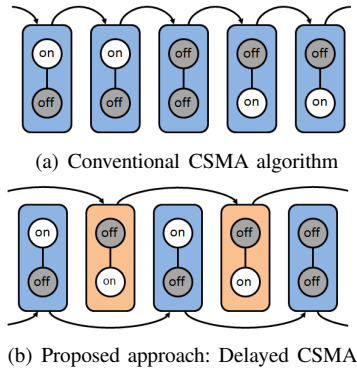 on on off off off
off off off on on
(a) Conventional CSMA algorithm
on off on off off
off on off on off
(b) Proposed approach: Delayed CSMA